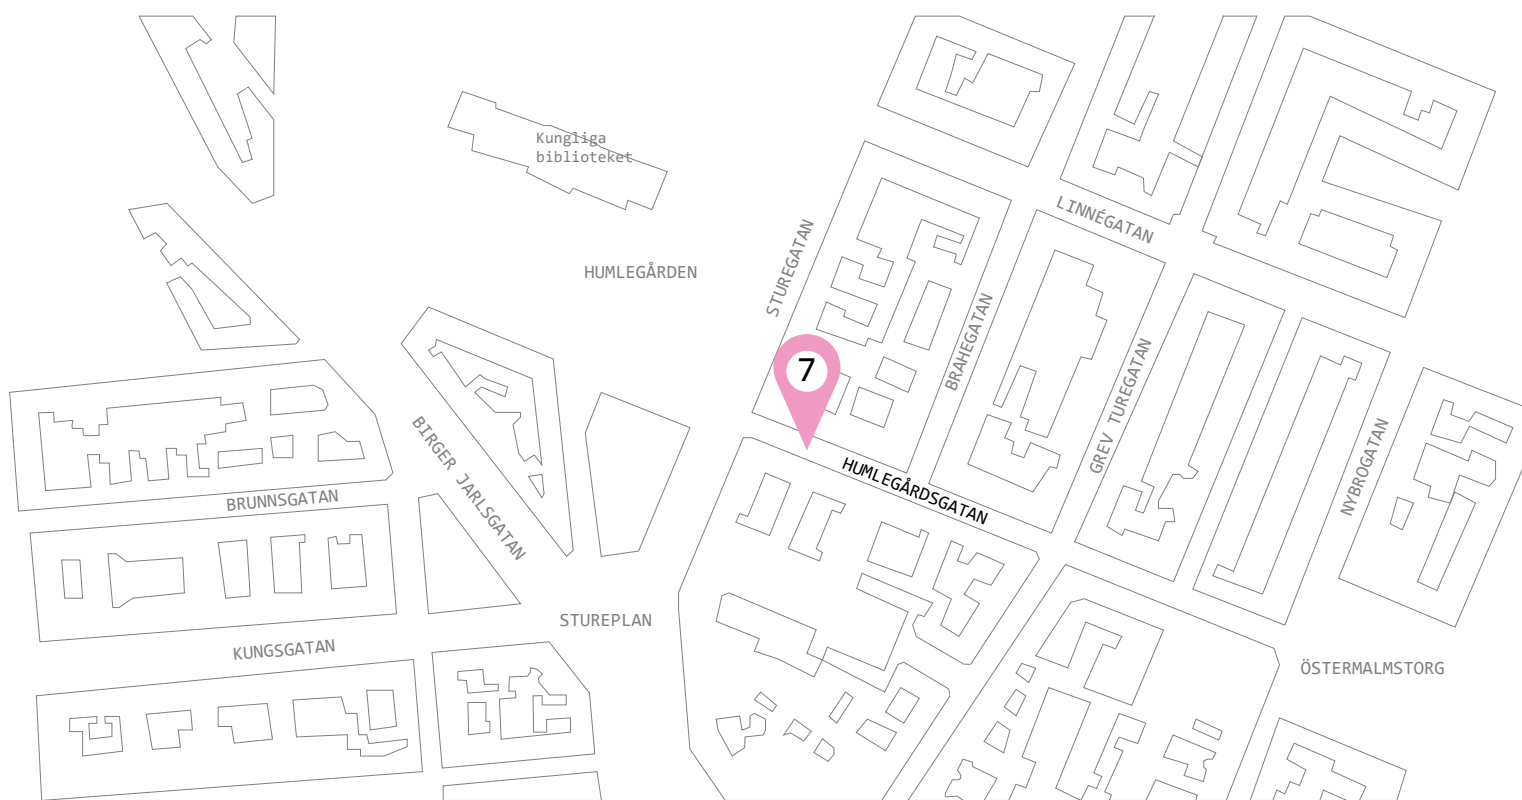 Kungliga
biblioteket
LINNÉGATAN
STUREGATAN
HUMLEGÅRDEN
BRAHEGATAN
7
GREV TUREGATAN
NYBROGATAN
BIRGER JARLSGATAN
HUMLEGÅRDSGATAN
BRUNNSGATAN
STUREPLAN
KUNGSGATAN
ÖSTERMALMSTORG